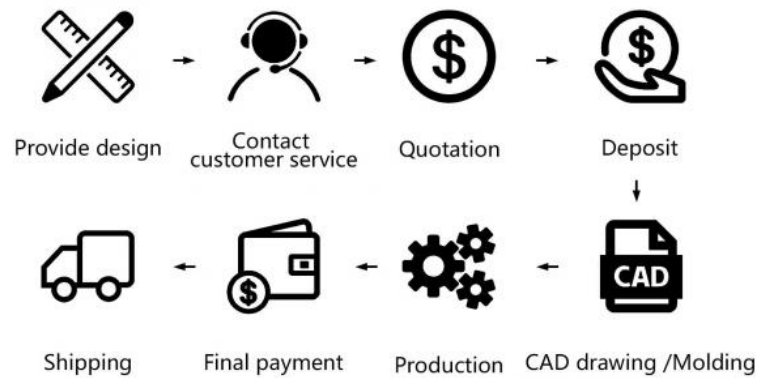 $
$
Provide design
Contact
customer service
Quotation
Deposit
CAD
$
Shipping
Final payment
Production
CAD drawing /Molding